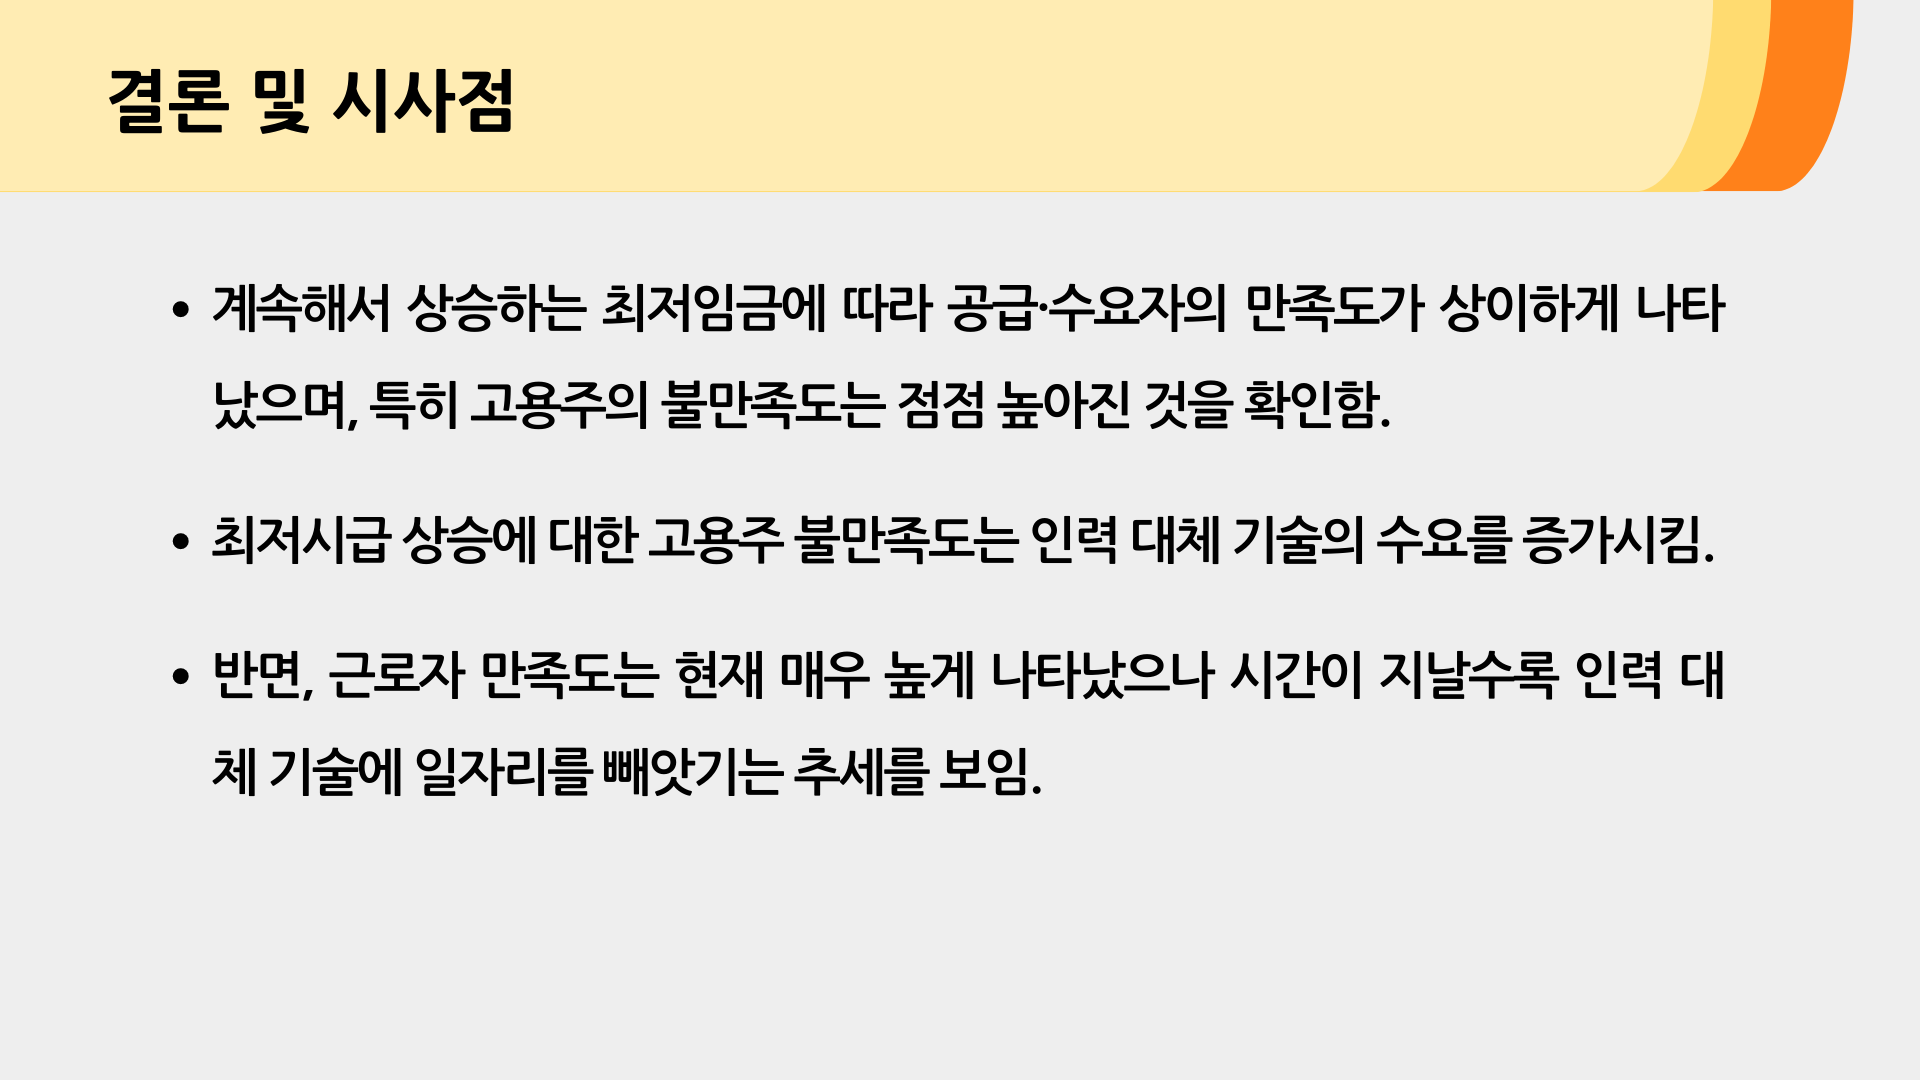 결론 및 시사점
• 계속해서 상승하는 최저임금에 따라 공급·수요자의 만족도가 상이하게 나타
났으며, 특히 고용주의 불만족도는 점점 높아진 것을 확인함.
• 최저시급 상승에 대한 고용주 불만족도는 인력 대체 기술의 수요를 증가시킴.
• 반면, 근로자 만족도는 현재 매우 높게 나타났으나 시간이 지날수록 인력 대
체 기술에 일자리를 빼앗기는 추세를 보임.